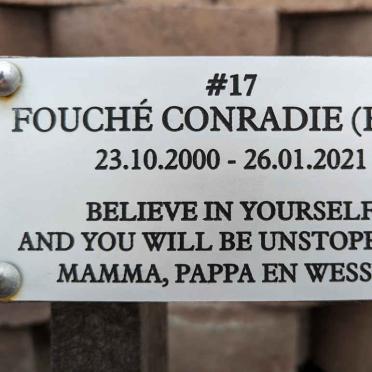 #17
FOUCHÉ CONRADIE
23.10.2000 - 26.01.2021
BELIEVE IN YOURSELF
AND YOU WILL BE
MAMMA, PAPPA EN